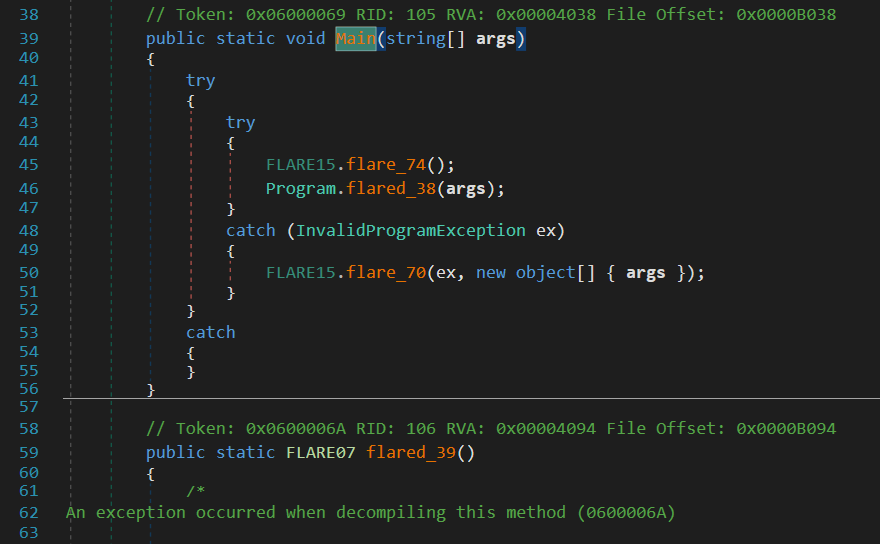 38 // Token: 0x06000069 RID: 105 RVA: 0x00004038 File Offset: 0x0000B038
39 public static void Main(string[] args)
40 {
41 try
42 {
43 try
44 {
45 FLARE15.flare_74();
46 Program.flared_38(args);
47 }
48 catch (InvalidProgramException ex)
49 {
50 FLARE15.flare_70(ex, new object[] { args });
51 }
52 }
53 catch
54 {
55 }
56 }
57
58 // Token: 0x0600006A RID: 106 RVA: 0x00004094 File Offset: 0x0000B094
59 public static FLARE07 flared_39()
60 {
61 /*
62 An exception occurred when decompiling this method (0600006A)
63